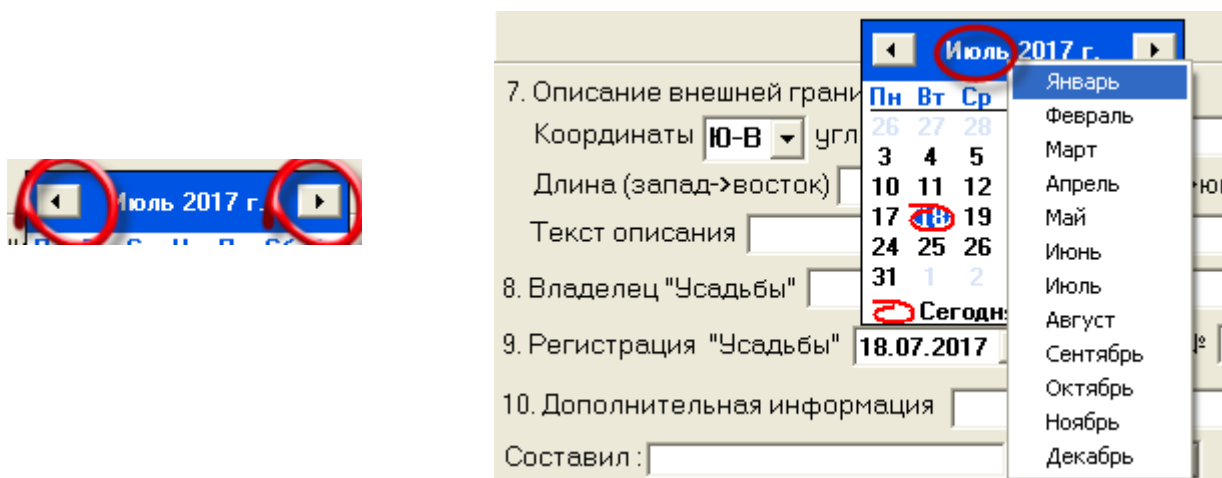 Июль 2017 г.
Июль 2017 г.
7. Описание внешней грани
Координаты Ю-В угл
Длина (запад->восток)
Текст описания
8. Владелец "Усадьбы"
9. Регистрация "Усадьбы" 18.07.2017 №
10. Дополнительная информация
Составил :
Пн Вт Ср
26 27 28
3 4 5
10 11 12
17 18 19
24 25 26
31 1 2
Сегодн
Январь
Февраль
Март
Апрель
Май
Июнь
Июль
Август
Сентябрь
Октябрь
Ноябрь
Декабрь